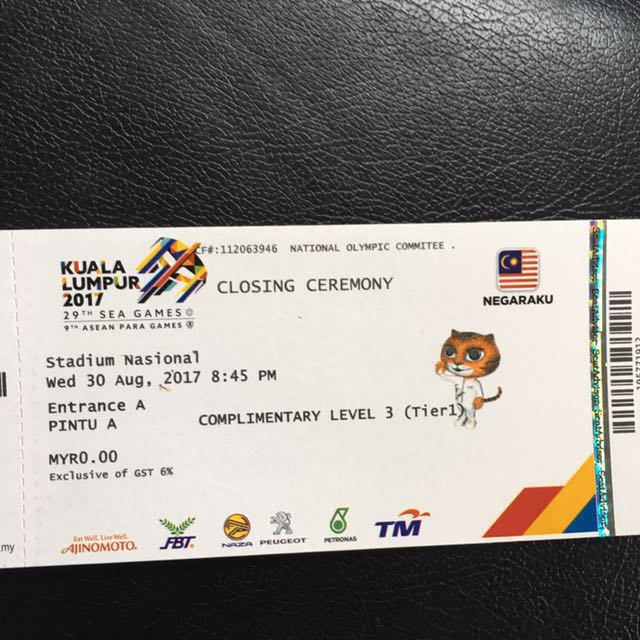 CF#:112063946 NATIONAL OLYMPIC COMMITEE .
KUALA
LUMPUR
2017
29TH SEA GAMES
9TH ASEAN PARA GAMES
CLOSING CEREMONY
NEGARAKU
Stadium Nasional
Wed 30 Aug, 2017 8:45 PM
Entrance A
PINTU A
COMPLIMENTARY LEVEL 3 (Tier1)
MYR0.00
Exclusive of GST 6%
Eat Well, Live Well.
AJINOMOTO.
FBT
NAZA
PEUGEOT
PETRONAS
TM
.my